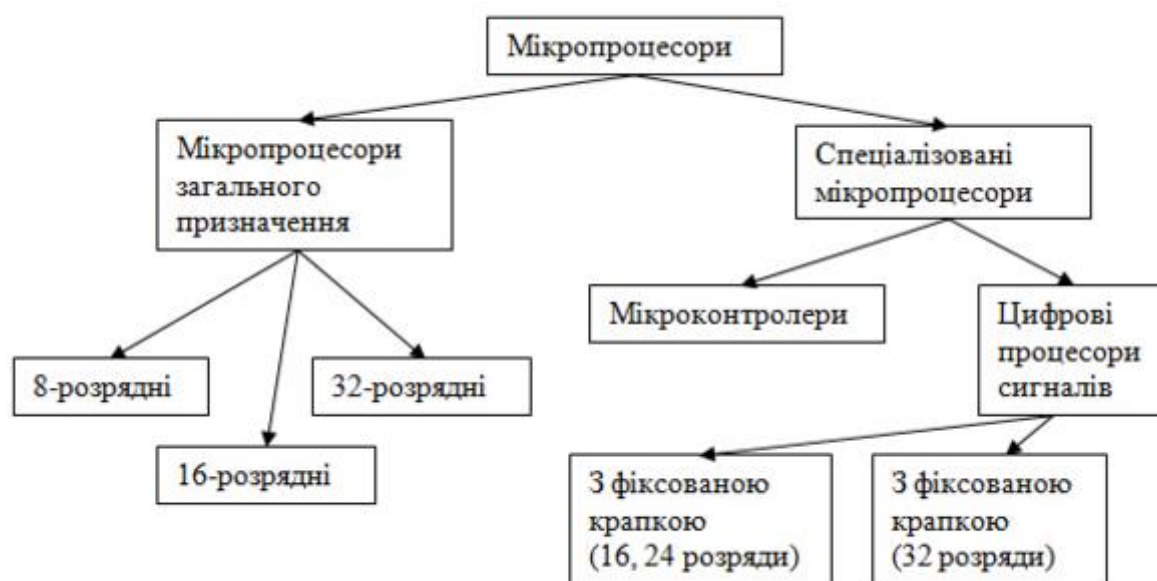 Мікропроцесори
Мікропроцесори
загального
призначення
Спеціалізовані
мікропроцесори
Мікроконтролери
Цифрові
процесори
сигналів
8-розрядні
32-розрядні
16-розрядні
З фіксованою
крапкою
(16, 24 розряди)
З фіксованою
крапкою
(32 розряди)